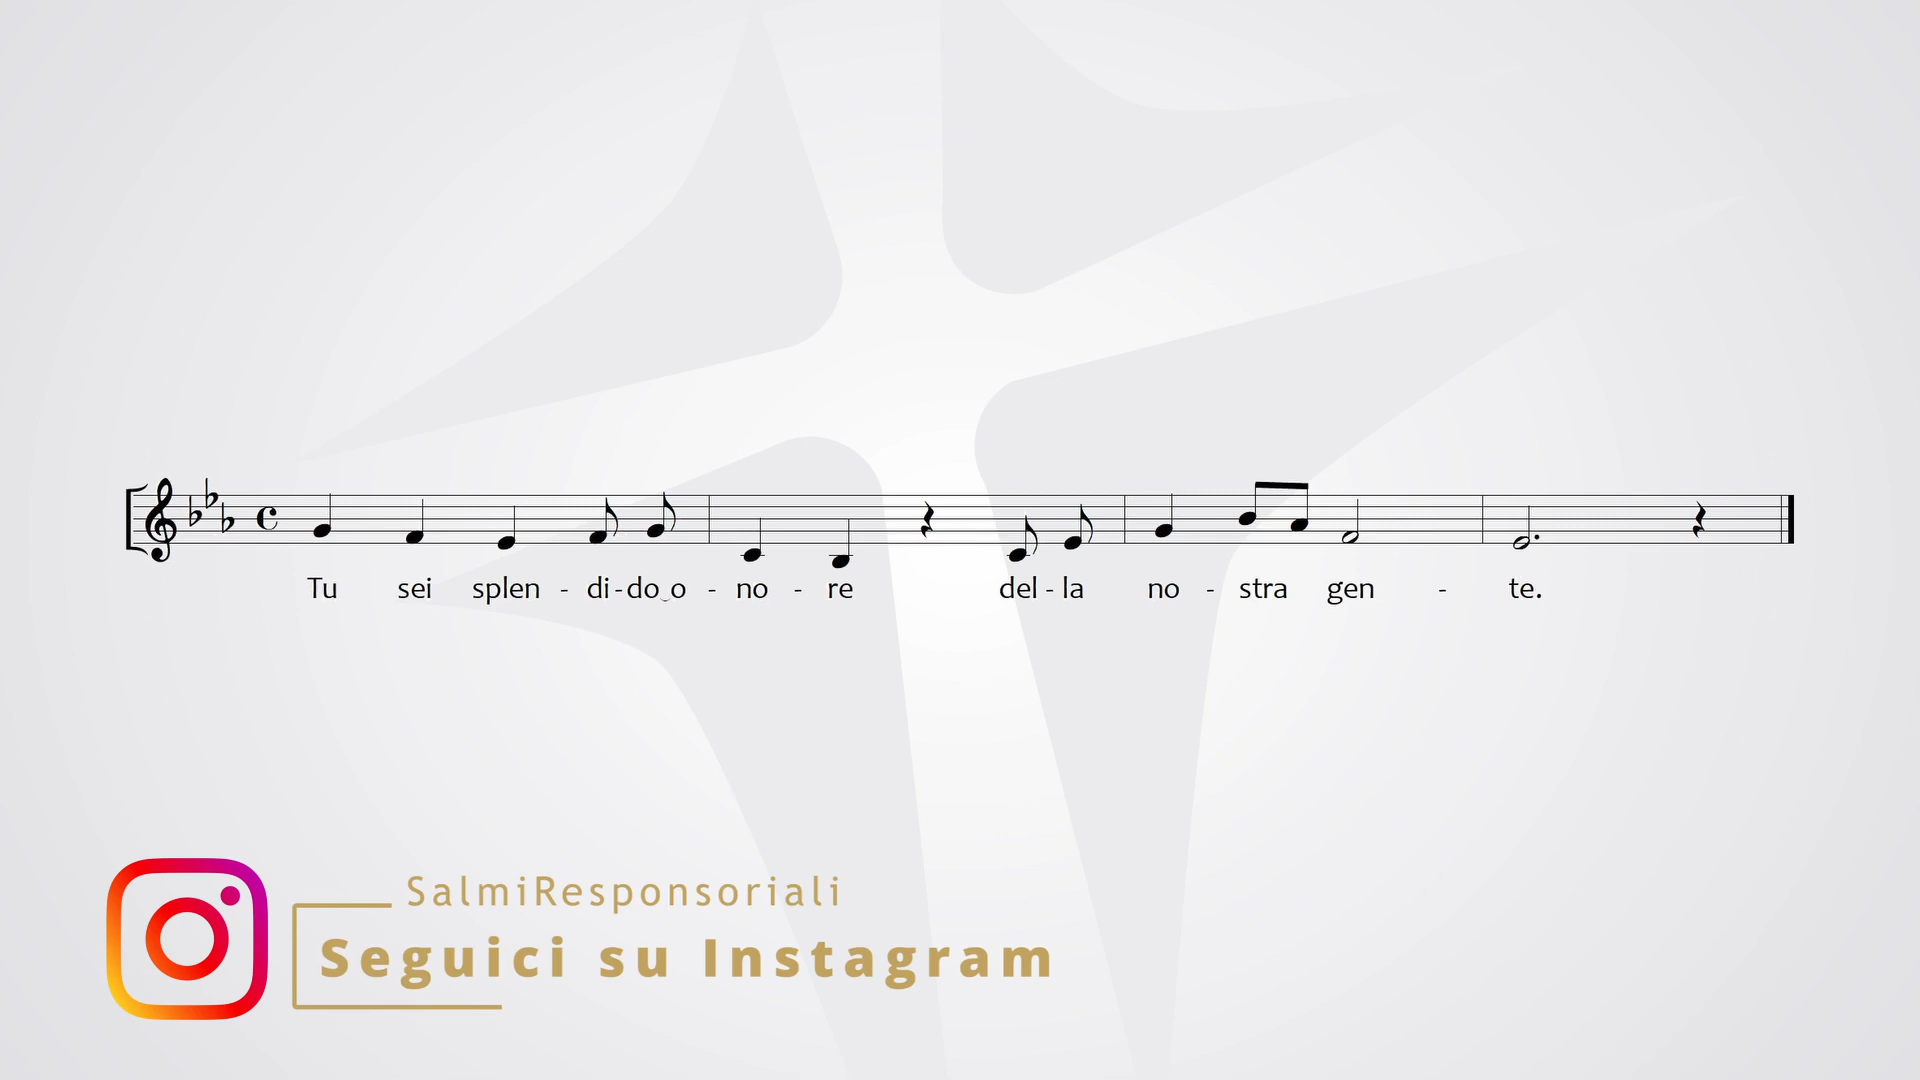 Tu sei splen - di - do‿o - no - re del - la no - stra gen - te.
SalmiResponsoriali
Seguici su Instagram